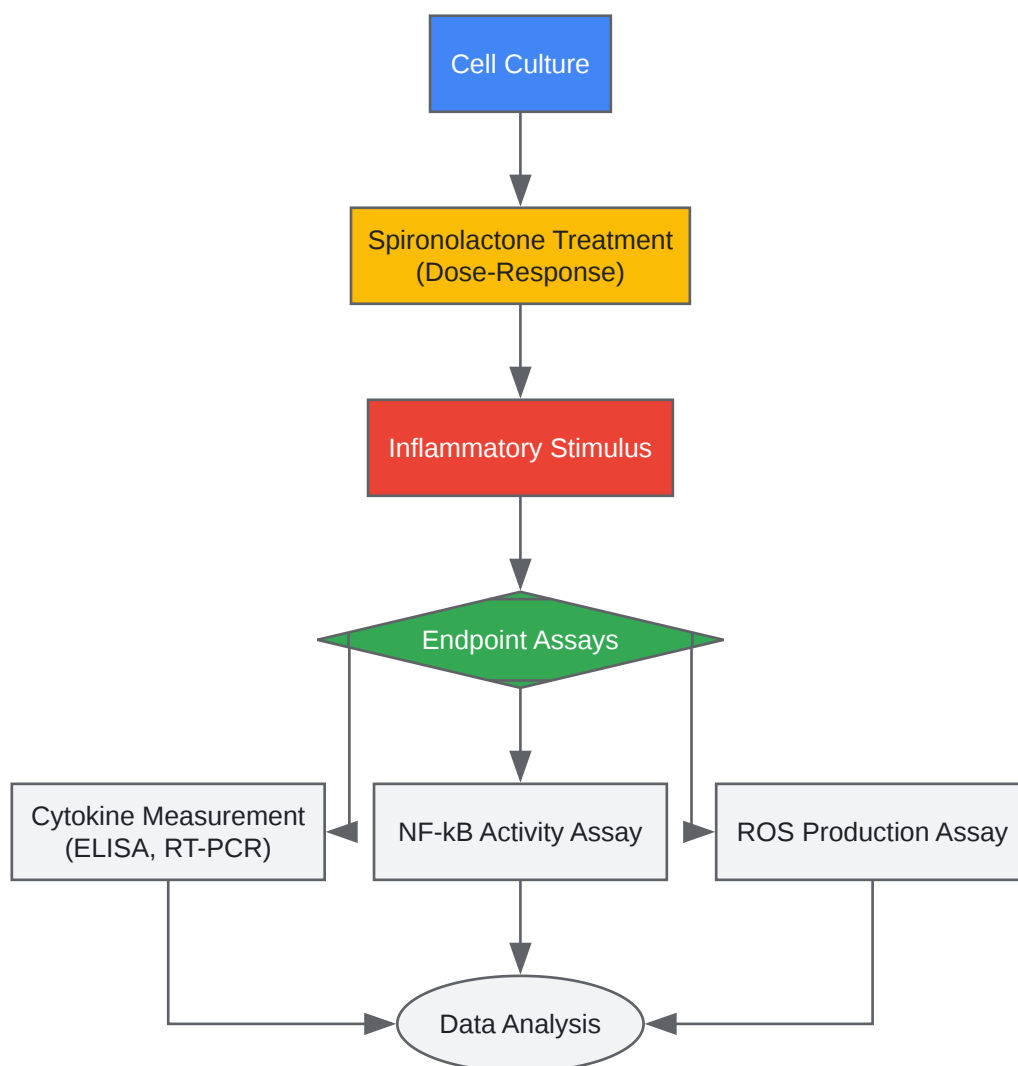 Cell Culture
Spironolactone Treatment
(Dose-Response)
Inflammatory Stimulus
Endpoint Assays
Cytokine Measurement
(ELISA, RT-PCR)
NF-kB Activity Assay
ROS Production Assay
Data Analysis